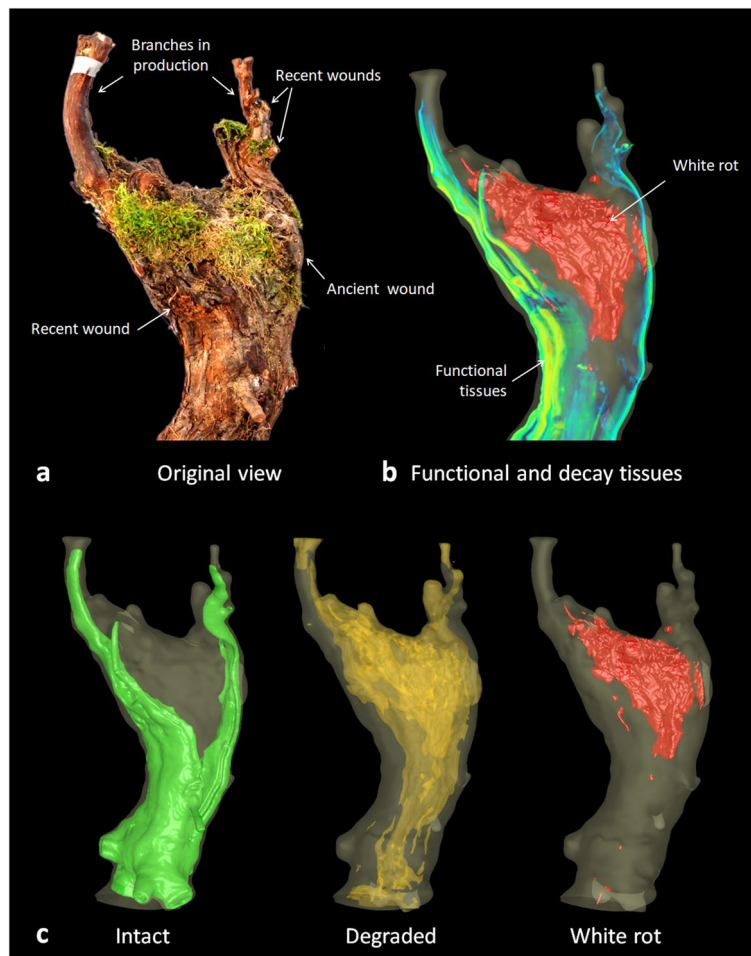 Branches in
production
Recent wounds
Ancient  wound
Recent wound
White rot
Functional
tissues
a
Original view
b
Functional and decay tissues
c
Intact
Degraded
White rot